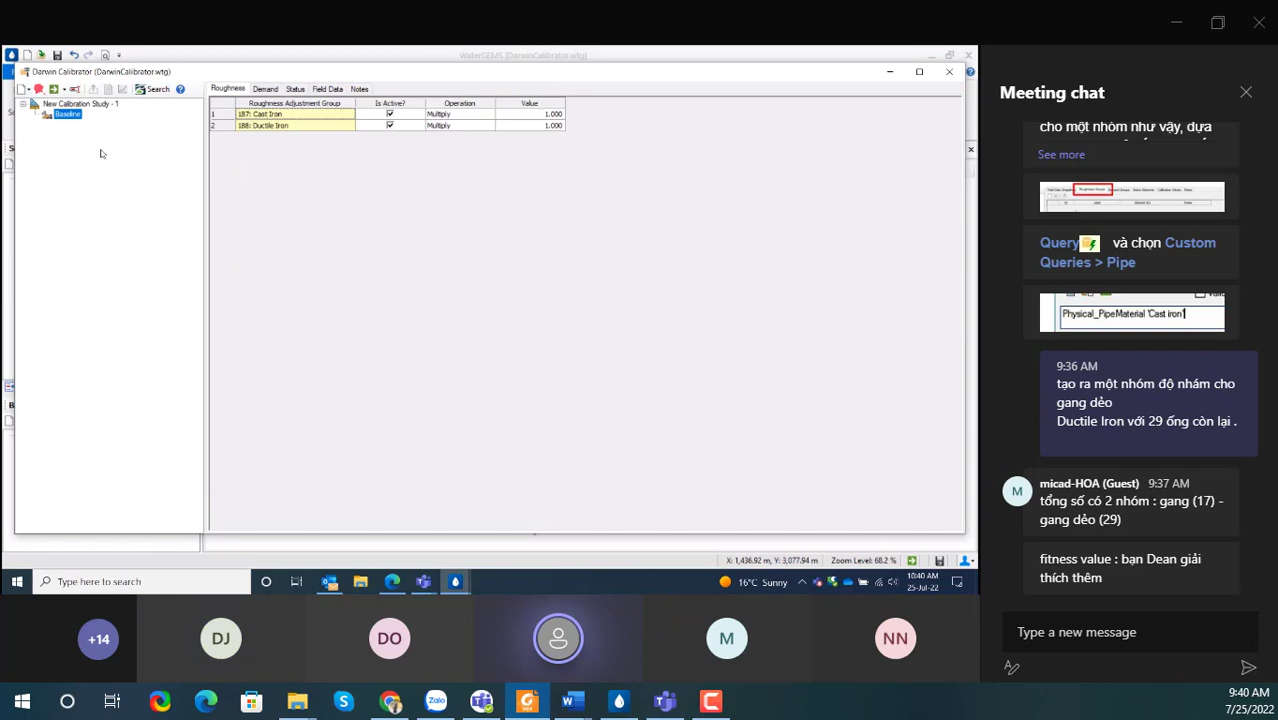 WaterGEMS [DarwinCalibrator.wtg]
Darwin Calibrator (DarwinCalibrator.wtg)
Search
New Calibration Study - 1
Baseline
Roughness Demand Status Field Data Notes
Roughness Adjustment Group Is Active? Operation Value
1 187: Cast Iron Multiply 1.000
2 188: Ductile Iron Multiply 1.000
X: 1,436.92 m, Y: 3,077.94 m Zoom Level: 68.2 %
Type here to search
16°C Sunny
10:40 AM
25-Jul-22
+14
DJ
DO
M
NN
Meeting chat
cho một nhóm như vậy, dựa
See more
Query và chọn Custom
Queries > Pipe
Physical_PipeMaterial 'Cast iron'
9:36 AM
tạo ra một nhóm độ nhám cho
gang dẻo
Ductile Iron với 29 ống còn lại .
M
micad-HOA (Guest) 9:37 AM
tổng số có 2 nhóm : gang (17) -
gang dẻo (29)
fitness value : bạn Dean giải
thích thêm
Type a new message
Zalo
9:40 AM
7/25/2022